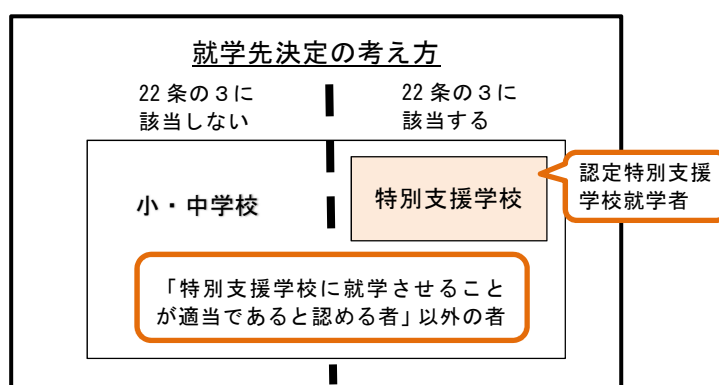 就学先決定の考え方
22 条の３に
該当しない
22 条の３に
該当する
小・中学校
特別支援学校
認定特別支援
学校就学者
「特別支援学校に就学させること
が適当であると認める者」以外の者